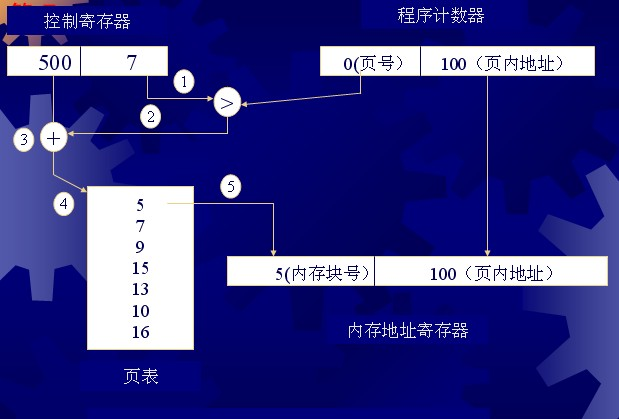 控制寄存器
程序计数器
500 7
0(页号） 100（页内地址）
①
>
②
③ +
④
⑤
5
7
9
15
13
10
16
5(内存块号） 100（页内地址）
内存地址寄存器
页表